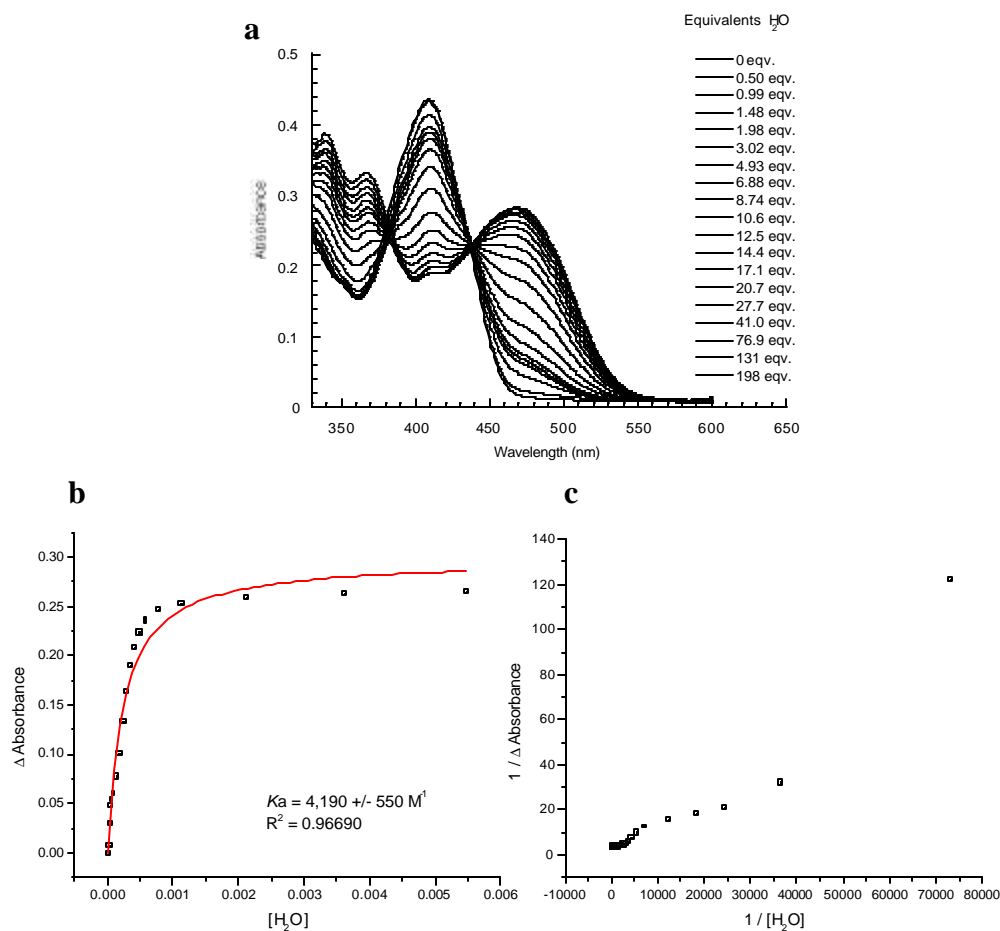 a
Equivalents H2O
0 eqv.
0.50 eqv.
0.99 eqv.
1.48 eqv.
1.98 eqv.
3.02 eqv.
4.93 eqv.
6.88 eqv.
8.74 eqv.
10.6 eqv.
12.5 eqv.
14.4 eqv.
17.1 eqv.
20.7 eqv.
27.7 eqv.
41.0 eqv.
76.9 eqv.
131 eqv.
198 eqv.
0.5
0.4
0.3
0.2
0.1
0
Absorbance
350 400 450 500 550 600 650
Wavelength (nm)
b
0.30
0.25
0.20
0.15
0.10
0.05
0.00
Δ Absorbance
Ka = 4,190 +/- 550 M-1
R2 = 0.96690
0.000 0.001 0.002 0.003 0.004 0.005 0.006
[H2O]
c
140
120
100
80
60
40
20
0
1 / Δ Absorbance
-10000 0 10000 20000 30000 40000 50000 60000 70000 80000
1 / [H2O]